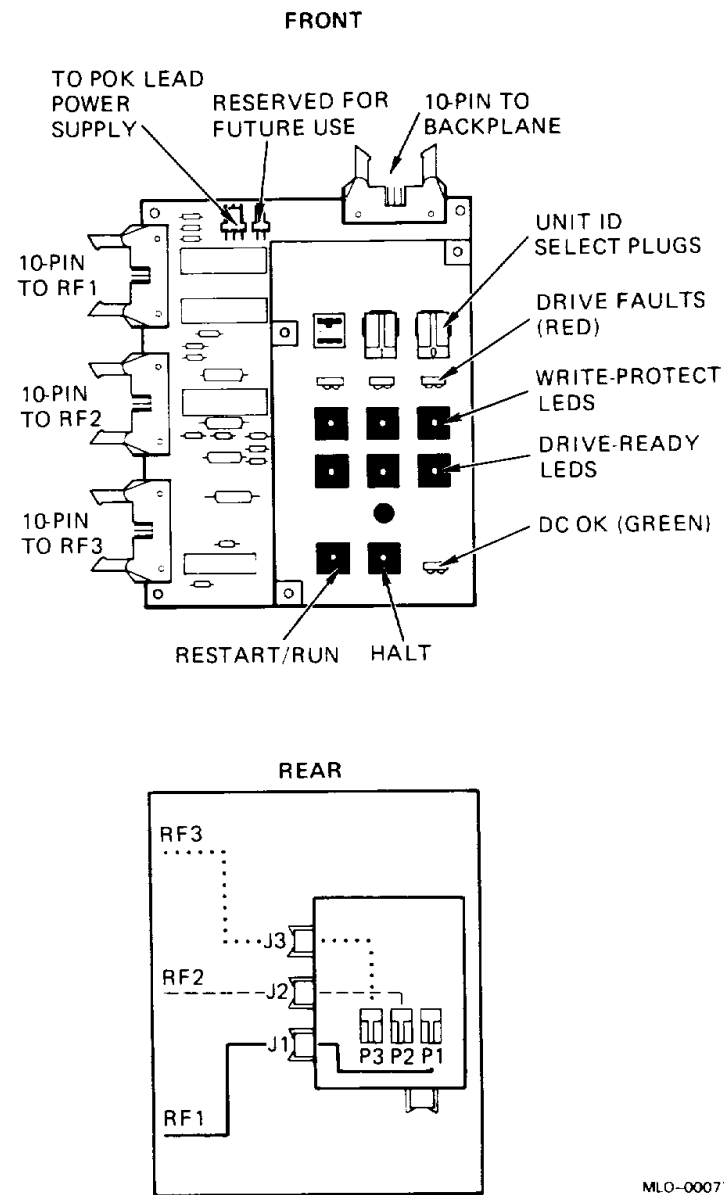 FRONT
TO POK LEAD
POWER
SUPPLY
RESERVED FOR
FUTURE USE
10-PIN TO
BACKPLANE
UNIT ID
SELECT PLUGS
10-PIN
TO RF1
DRIVE FAULTS
(RED)
0
WRITE-PROTECT
LEDS
10-PIN
TO RF2
DRIVE-READY
LEDS
10-PIN
TO RF3
DC OK (GREEN)
RESTART/RUN
HALT
REAR
RF3
J3
RF2
J2
J1
P3 P2 P1
RF1
MLO-0007